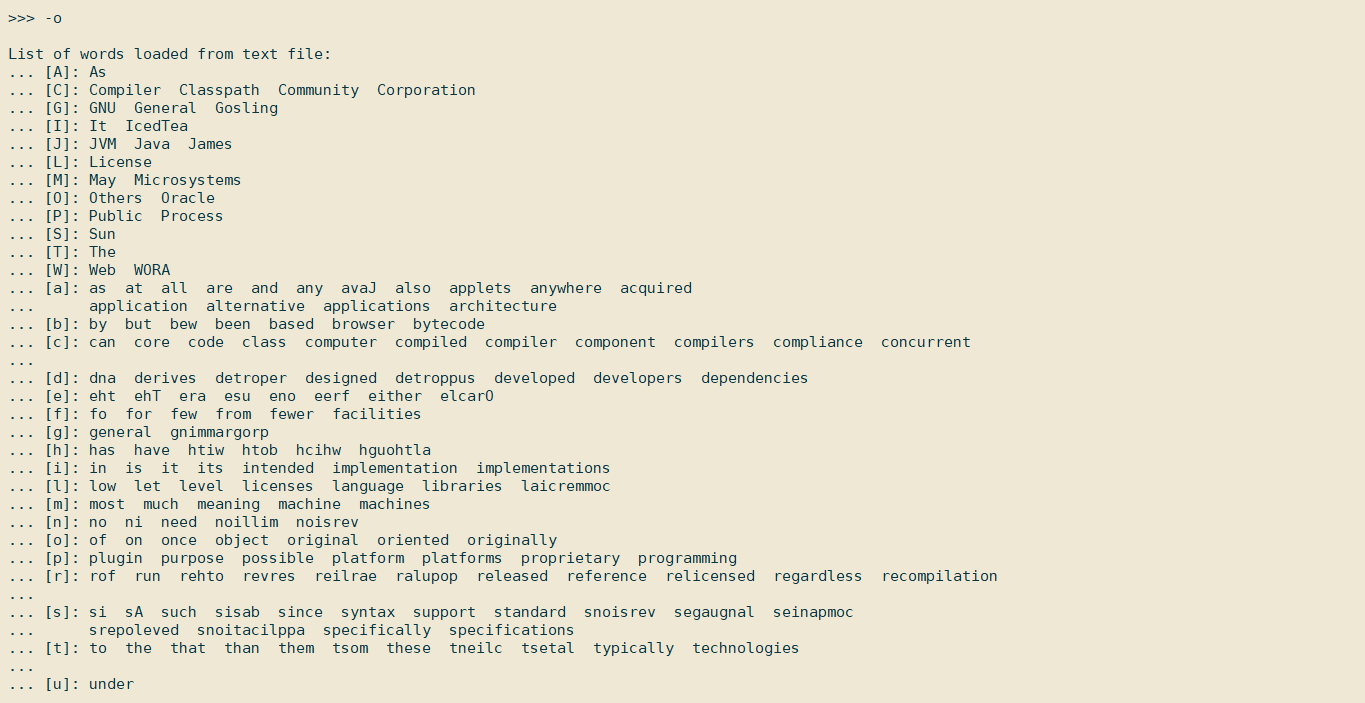 >>> -o
List of words loaded from text file:
... [A]: As
... [C]: Compiler  Classpath  Community  Corporation
... [G]: GNU  General  Gosling
... [I]: It  IcedTea
... [J]: JVM  Java  James
... [L]: License
... [M]: May  Microsystems
... [O]: Others  Oracle
... [P]: Public  Process
... [S]: Sun
... [T]: The
... [W]: Web  WORA
... [a]: as  at  all  are  and  any  avaJ  also  applets  anywhere  acquired
...      application  alternative  applications  architecture
... [b]: by  but  bew  been  based  browser  bytecode
... [c]: can  core  code  class  computer  compiled  compiler  component  compilers  compliance  concurrent
...
... [d]: dna  derives  detroper  designed  detroppus  developed  developers  dependencies
... [e]: eht  ehT  era  esu  eno  eerf  either  elcarO
... [f]: fo  for  few  from  fewer  facilities
... [g]: general  gnimmargorp
... [h]: has  have  htiw  htob  hcihw  hguohtla
... [i]: in  is  it  its  intended  implementation  implementations
... [l]: low  let  level  licenses  language  libraries  laicremmoc
... [m]: most  much  meaning  machine  machines
... [n]: no  ni  need  noillim  noisrev
... [o]: of  on  once  object  original  oriented  originally
... [p]: plugin  purpose  possible  platform  platforms  proprietary  programming
... [r]: rof  run  rehto  revres  reilrae  ralupop  released  reference  relicensed  regardless  recompilation
...
... [s]: si  sA  such  sisab  since  syntax  support  standard  snoisrev  segaugnal  seinapmoc
...      srepoleved  snoitacilppa  specifically  specifications
... [t]: to  the  that  than  them  tsom  these  tneilc  tsetal  typically  technologies
...
... [u]: under